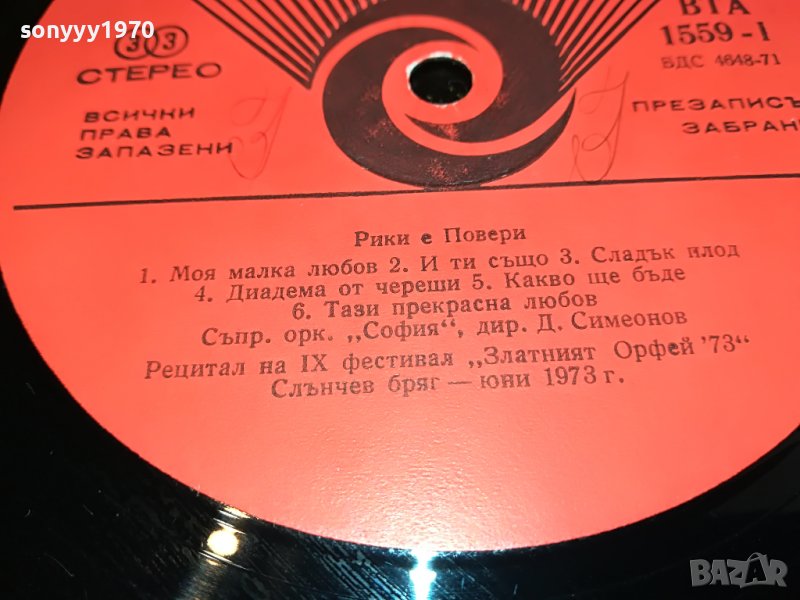 sonyyy1970
33
СТЕРЕО
ВСИЧКИ
ПРАВА
ЗАПАЗЕНИ
ВТА
1559-I
БДС 4648-71
ПРЕЗАПИСЪ
ЗАБРАН
Рики е Повери
1. Моя малка любов 2. И ти също 3. Сладък плод
4. Диадема от череши 5. Какво ще бъде
6. Тази прекрасна любов
Съпр. орк. „София“, дир. Д. Симеонов
Рецитал на IX фестивал „Златният Орфей '73“
Слънчев бряг — юни 1973 г.
BAZAR